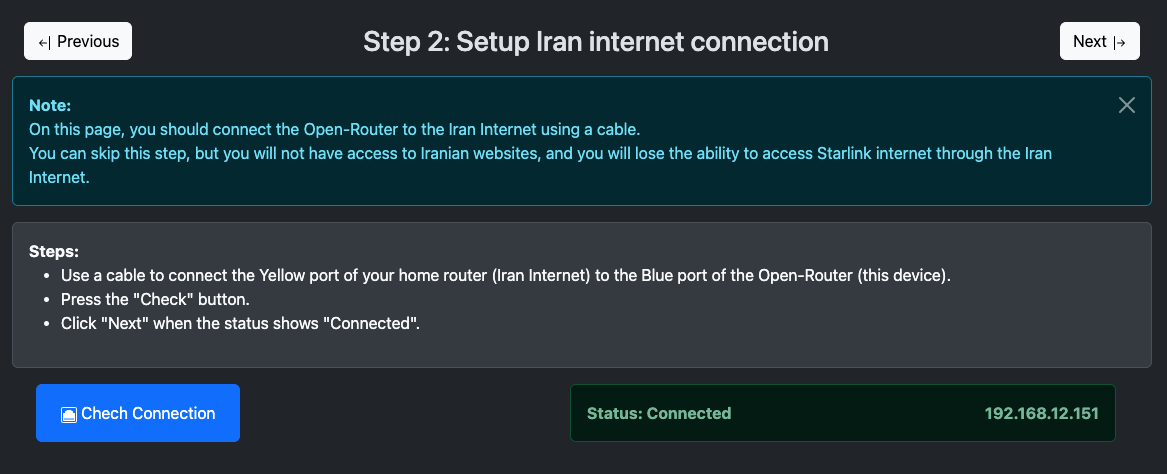 Previous
Step 2: Setup Iran internet connection
Next
Note:
On this page, you should connect the Open-Router to the Iran Internet using a cable.
You can skip this step, but you will not have access to Iranian websites, and you will lose the ability to access Starlink internet through the Iran
Internet.
Steps:
• Use a cable to connect the Yellow port of your home router (Iran Internet) to the Blue port of the Open-Router (this device).
• Press the "Check" button.
• Click "Next" when the status shows "Connected".
Chech Connection
Status: Connected 192.168.12.151